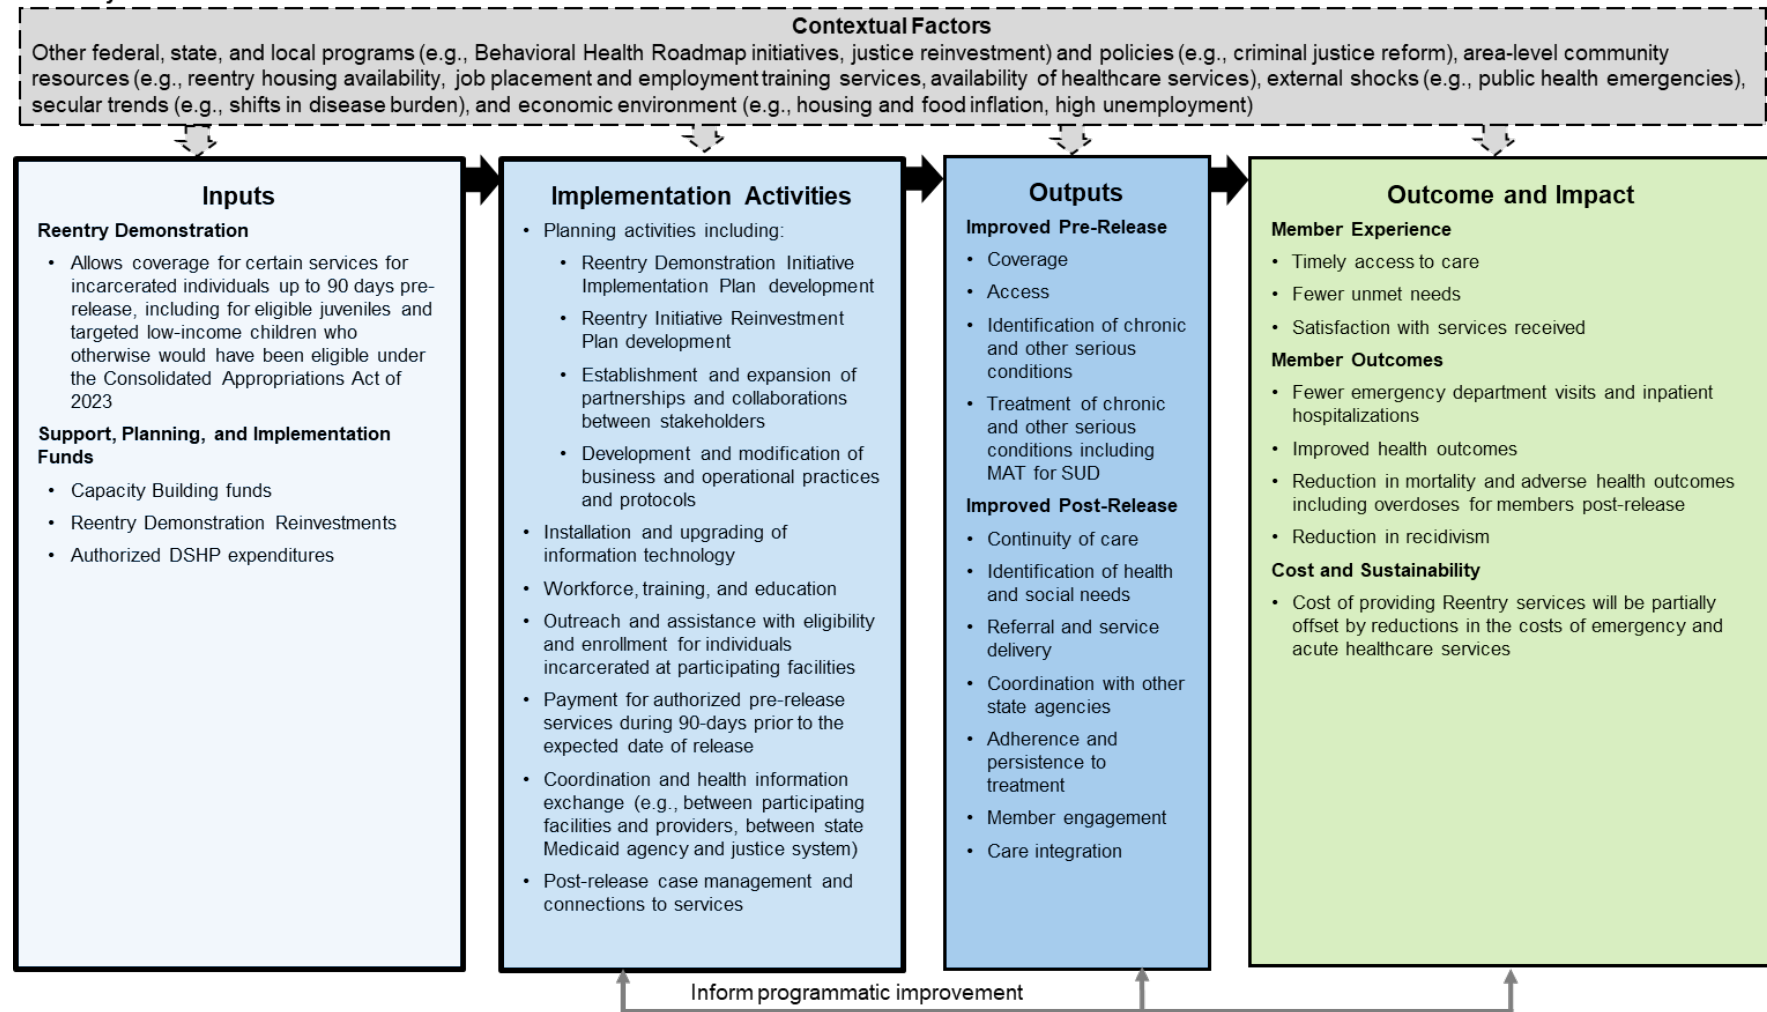 Contextual Factors
Other federal, state, and local programs (e.g., Behavioral Health Roadmap initiatives, justice reinvestment) and policies (e.g., criminal justice reform), area-level community
resources (e.g., reentry housing availability, job placement and employment training services, availability of healthcare services), external shocks (e.g., public health emergencies),
secular trends (e.g., shifts in disease burden), and economic environment (e.g., housing and food inflation, high unemployment)
Inputs
Reentry Demonstration
• Allows coverage for certain services for
incarcerated individuals up to 90 days pre-
release, including for eligible juveniles and
targeted low-income children who
otherwise would have been eligible under
the Consolidated Appropriations Act of
2023
Support, Planning, and Implementation
Funds
• Capacity Building funds
• Reentry Demonstration Reinvestments
• Authorized DSHP expenditures
Implementation Activities
• Planning activities including:
• Reentry Demonstration Initiative
Implementation Plan development
• Reentry Initiative Reinvestment
Plan development
• Establishment and expansion of
partnerships and collaborations
between stakeholders
• Development and modification of
business and operational practices
and protocols
• Installation and upgrading of
information technology
• Workforce, training, and education
• Outreach and assistance with eligibility
and enrollment for individuals
incarcerated at participating facilities
• Payment for authorized pre-release
services during 90-days prior to the
expected date of release
• Coordination and health information
exchange (e.g., between participating
facilities and providers, between state
Medicaid agency and justice system)
• Post-release case management and
connections to services
Outputs
Improved Pre-Release
• Coverage
• Access
• Identification of chronic
and other serious
conditions
• Treatment of chronic
and other serious
conditions including
MAT for SUD
Improved Post-Release
• Continuity of care
• Identification of health
and social needs
• Referral and service
delivery
• Coordination with other
state agencies
• Adherence and
persistence to
treatment
• Member engagement
• Care integration
Outcome and Impact
Member Experience
• Timely access to care
• Fewer unmet needs
• Satisfaction with services received
Member Outcomes
• Fewer emergency department visits and inpatient
hospitalizations
• Improved health outcomes
• Reduction in mortality and adverse health outcomes
including overdoses for members post-release
• Reduction in recidivism
Cost and Sustainability
• Cost of providing Reentry services will be partially
offset by reductions in the costs of emergency and
acute healthcare services
Inform programmatic improvement